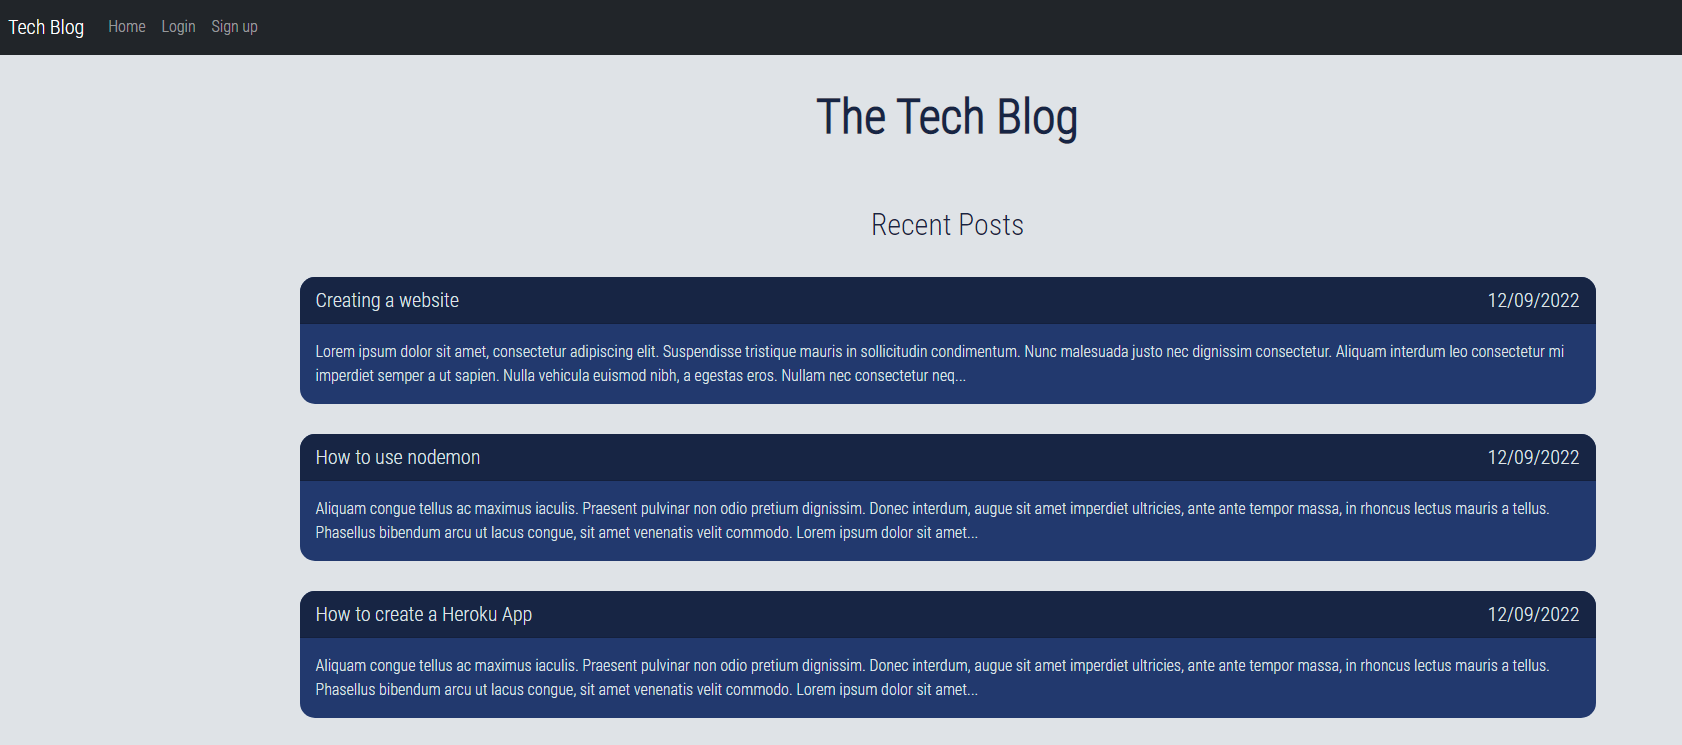 Tech Blog Home Login Sign up
The Tech Blog
Recent Posts
Creating a website 12/09/2022
Lorem ipsum dolor sit amet, consectetur adipiscing elit. Suspendisse tristique mauris in sollicitudin condimentum. Nunc malesuada justo nec dignissim consectetur. Aliquam interdum leo consectetur mi
imperdiet semper a ut sapien. Nulla vehicula euismod nibh, a egestas eros. Nullam nec consectetur neq...
How to use nodemon 12/09/2022
Aliquam congue tellus ac maximus iaculis. Praesent pulvinar non odio pretium dignissim. Donec interdum, augue sit amet imperdiet ultricies, ante ante tempor massa, in rhoncus lectus mauris a tellus.
Phasellus bibendum arcu ut lacus congue, sit amet venenatis velit commodo. Lorem ipsum dolor sit amet...
How to create a Heroku App 12/09/2022
Aliquam congue tellus ac maximus iaculis. Praesent pulvinar non odio pretium dignissim. Donec interdum, augue sit amet imperdiet ultricies, ante ante tempor massa, in rhoncus lectus mauris a tellus.
Phasellus bibendum arcu ut lacus congue, sit amet venenatis velit commodo. Lorem ipsum dolor sit amet...